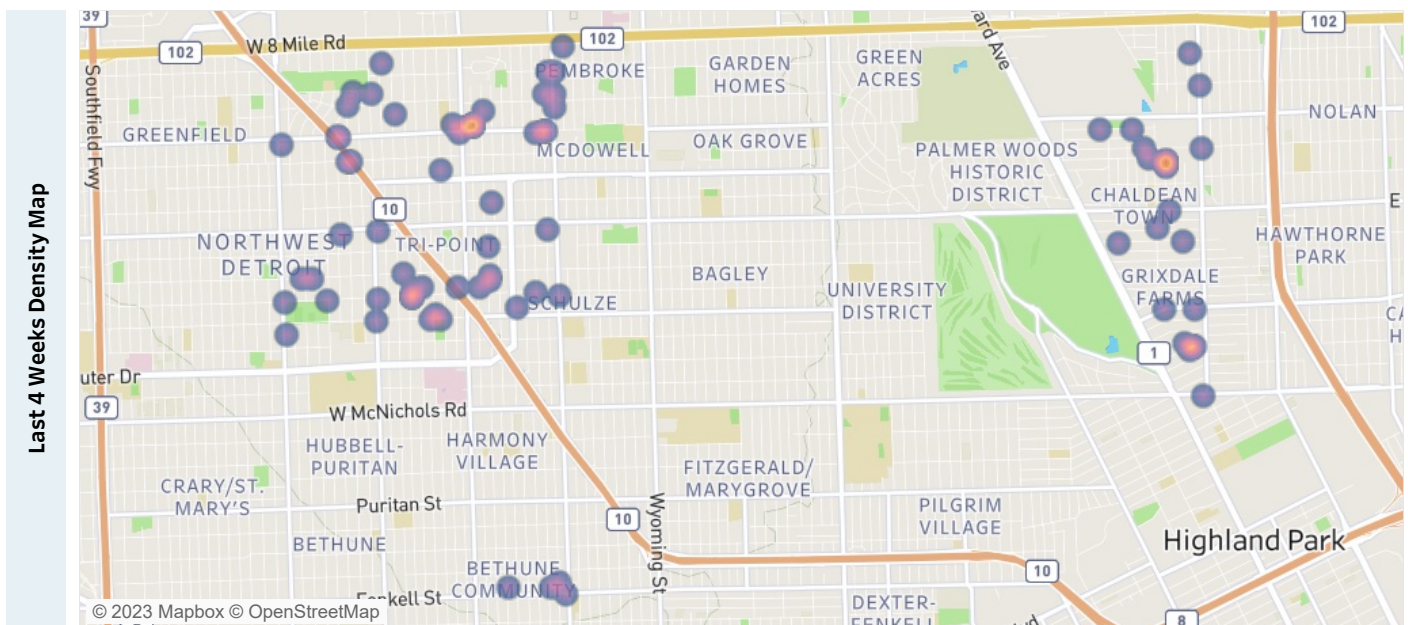 Last 4 Weeks Density Map
39
102
W 8 Mile Rd
102
102
ard Ave
PEMBROKE
GARDEN
HOMES
GREEN
ACRES
Southfield Fwy
GREENFIELD
MCDOWELL
OAK GROVE
NOLAN
PALMER WOODS
HISTORIC
DISTRICT
CHALDEAN
TOWN
10
E
NORTHWEST
DETROIT
TRI-POINT
HAWTHORNE
PARK
BAGLEY
GRIXDALE
FARMS
UNIVERSITY
DISTRICT
SCHULZE
CA
H
1
uter Dr
39
W McNichols Rd
HUBBELL-
PURITAN
HARMONY
VILLAGE
FITZGERALD/
MARYGROVE
CRARY/ST.
MARY'S
Puritan St
10
Wyoming St
PILGRIM
VILLAGE
BETHUNE
Highland Park
BETHUNE
COMMUNITY
10
Fenkell St
DEXTER-
FENKELL
8
© 2023 Mapbox © OpenStreetMap